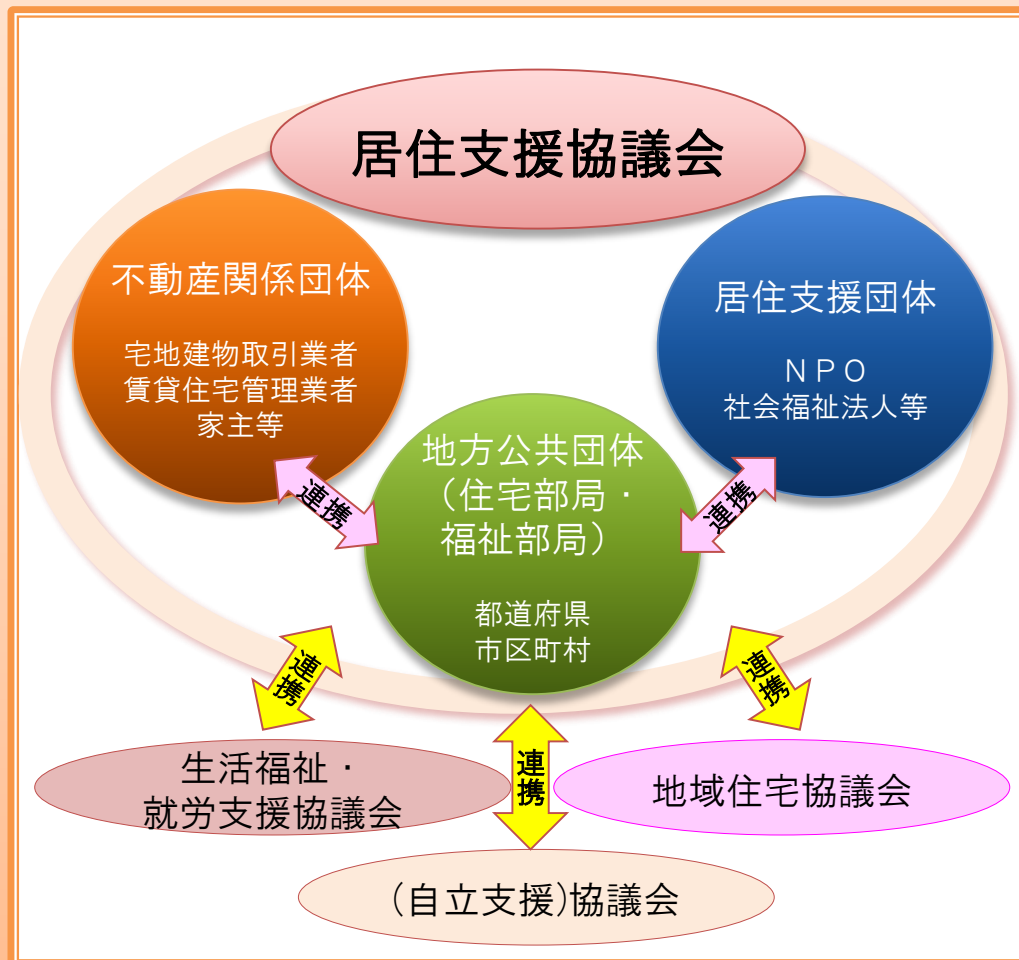 居住支援協議会
不動産関係団体
宅地建物取引業者
賃貸住宅管理業者
家主等
居住支援団体
ＮＰＯ
社会福祉法人等
地方公共団体
（住宅部局・
福祉部局）
都道府県
市区町村
連携
連携
連携
連携
連携
生活福祉・
就労支援協議会
地域住宅協議会
（自立支援）協議会